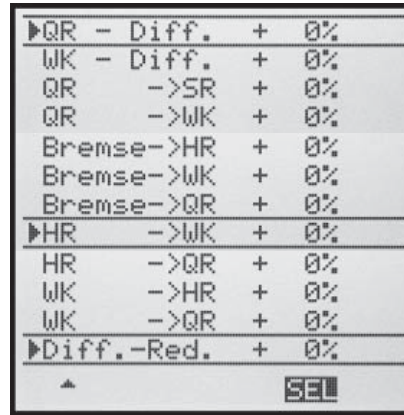 ▶QR - Diff. + 0%
WK - Diff. + 0%
QR ->SR + 0%
QR ->WK + 0%
Bremse->HR + 0%
Bremse->WK + 0%
Bremse->QR + 0%
▶HR ->WK + 0%
HR ->QR + 0%
WK ->HR + 0%
WK ->QR + 0%
▶Diff.-Red. + 0%
▲ SEL